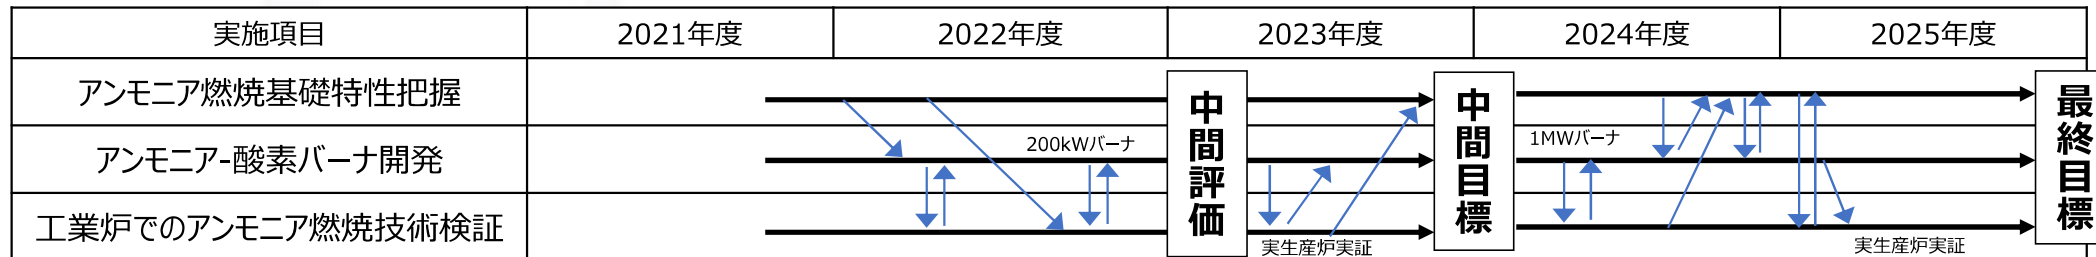 実施項目 2021年度 2022年度 2023年度 2024年度 2025年度
アンモニア燃焼基礎特性把握
アンモニア-酸素バーナ開発
工業炉でのアンモニア燃焼技術検証
200kWバーナ
中間評価
実生産炉実証
中間目標
1MWバーナ
実生産炉実証
最終目標